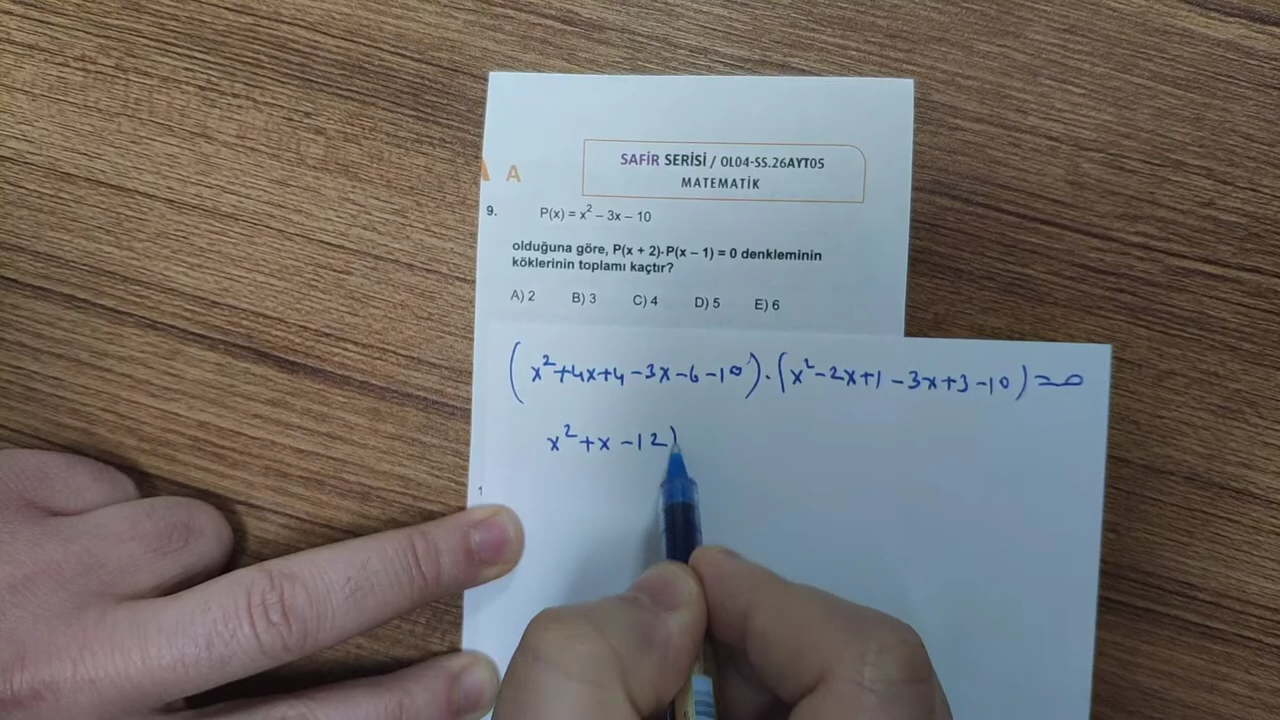 A
SAFİR SERİSİ / OL04-SS.26AYT05
MATEMATİK
9. P(x) = x² – 3x – 10
olduğuna göre, P(x + 2)·P(x – 1) = 0 denkleminin
köklerinin toplamı kaçtır?
A) 2 B) 3 C) 4 D) 5 E) 6
(x²+4x+4-3x-6-10).(x²-2x+1-3x+3-10)=0
x²+x-12)